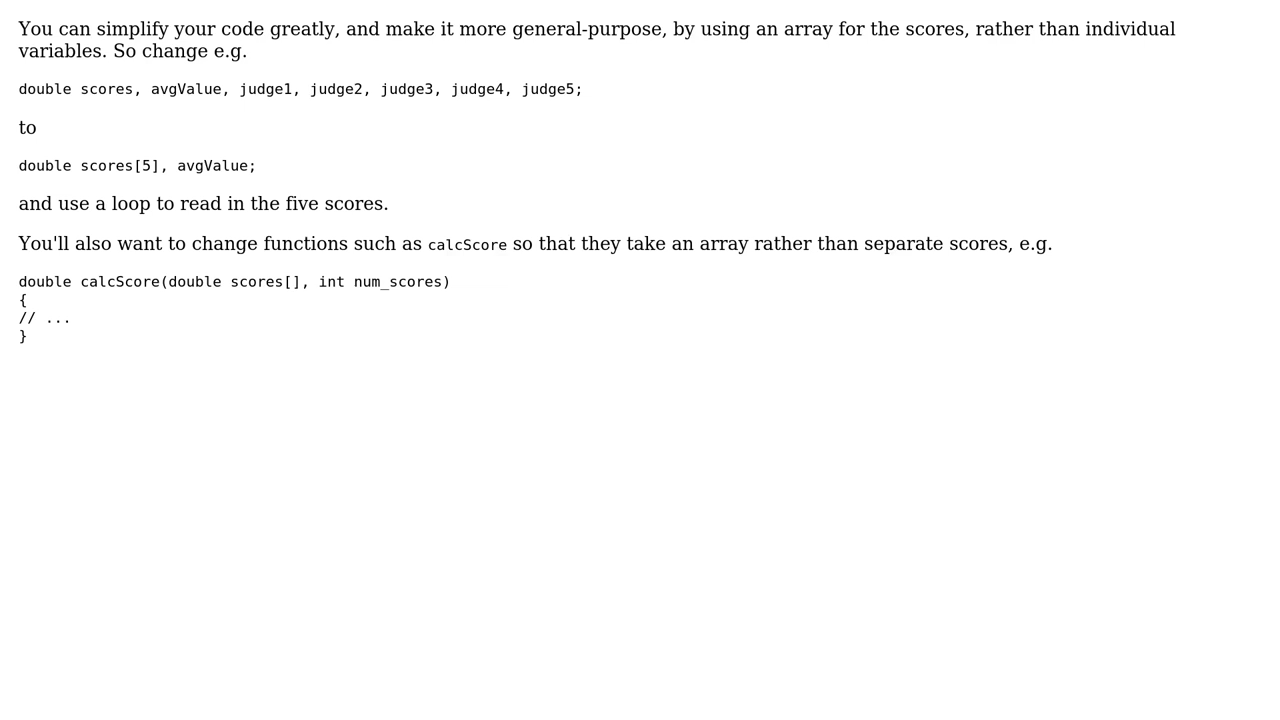 You can simplify your code greatly, and make it more general-purpose, by using an array for the scores, rather than individual
variables. So change e.g.
double scores, avgValue, judge1, judge2, judge3, judge4, judge5;
to
double scores[5], avgValue;
and use a loop to read in the five scores.
You'll also want to change functions such as calcScore so that they take an array rather than separate scores, e.g.
double calcScore(double scores[], int num_scores)
{
// ...
}